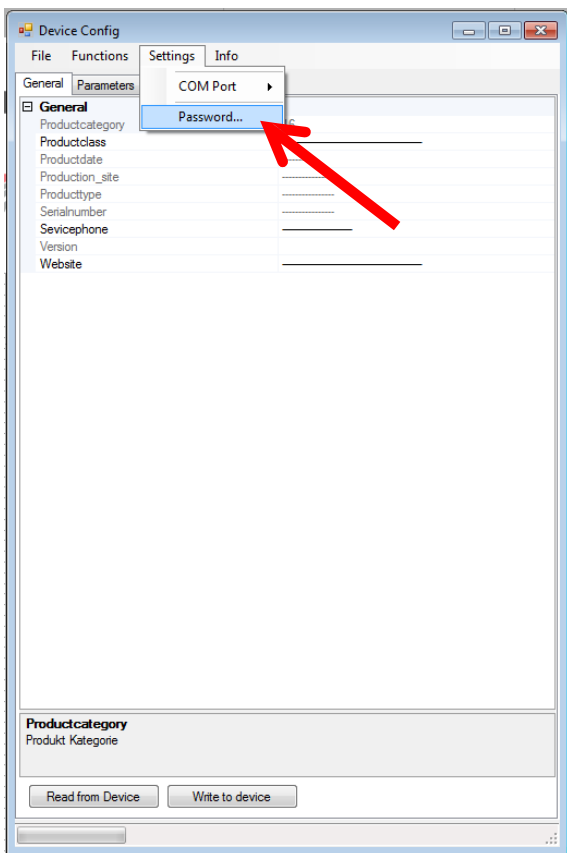 Device Config
File Functions Settings Info
General Parameters
COM Port
Password...
General
Productcategory
Productclass
Productdate
Production_site
Producttype
Serialnumber
Sevicephone
Version
Website
Productcategory
Produkt Kategorie
Read from Device Write to device